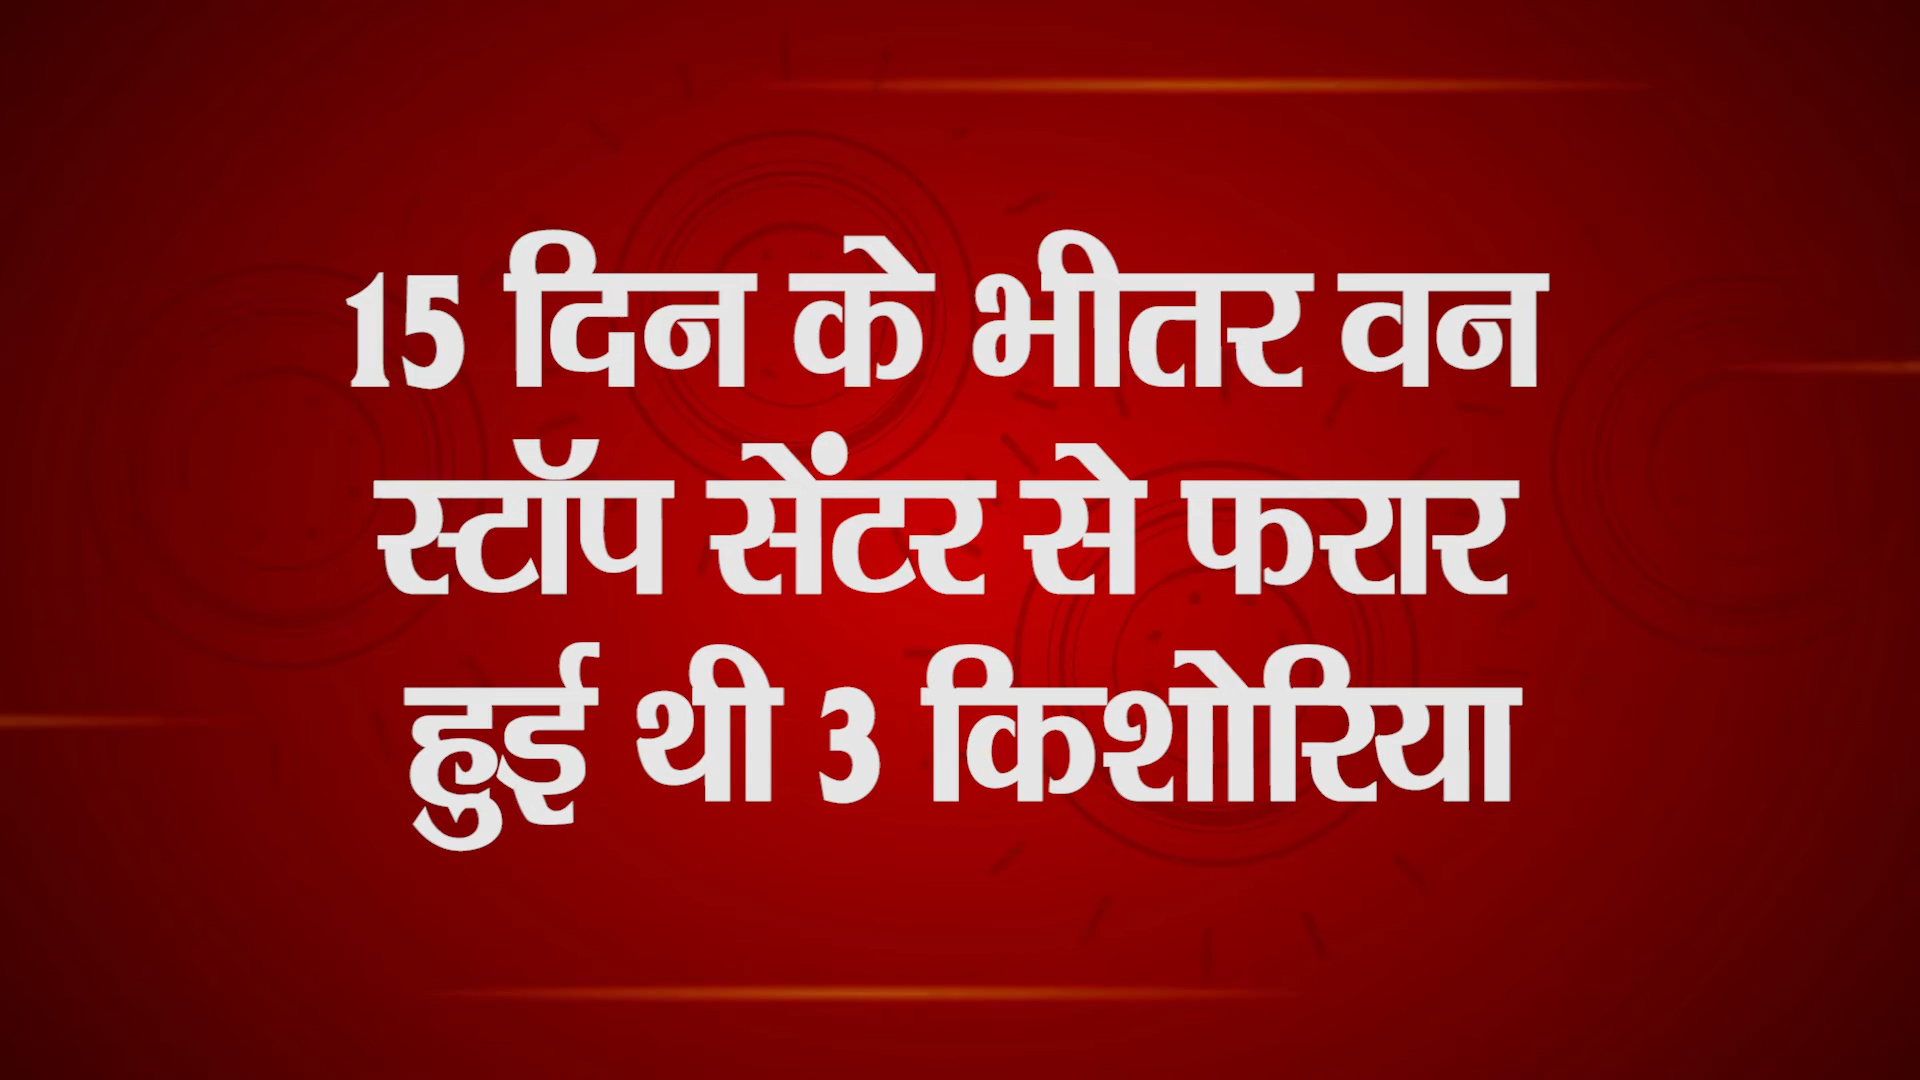 15 दिन के भीतर वन
स्टॉप सेंटर से फरार
हुई थी 3 किशोरिया